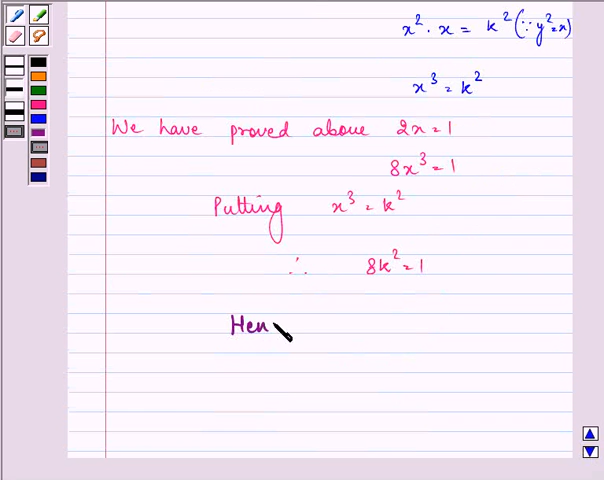 x² · x = k² (∵ y² = x)
x³ = k²
We have proved above 2x = 1
8x³ = 1
Putting x³ = k²
∴ 8k² = 1
Hen